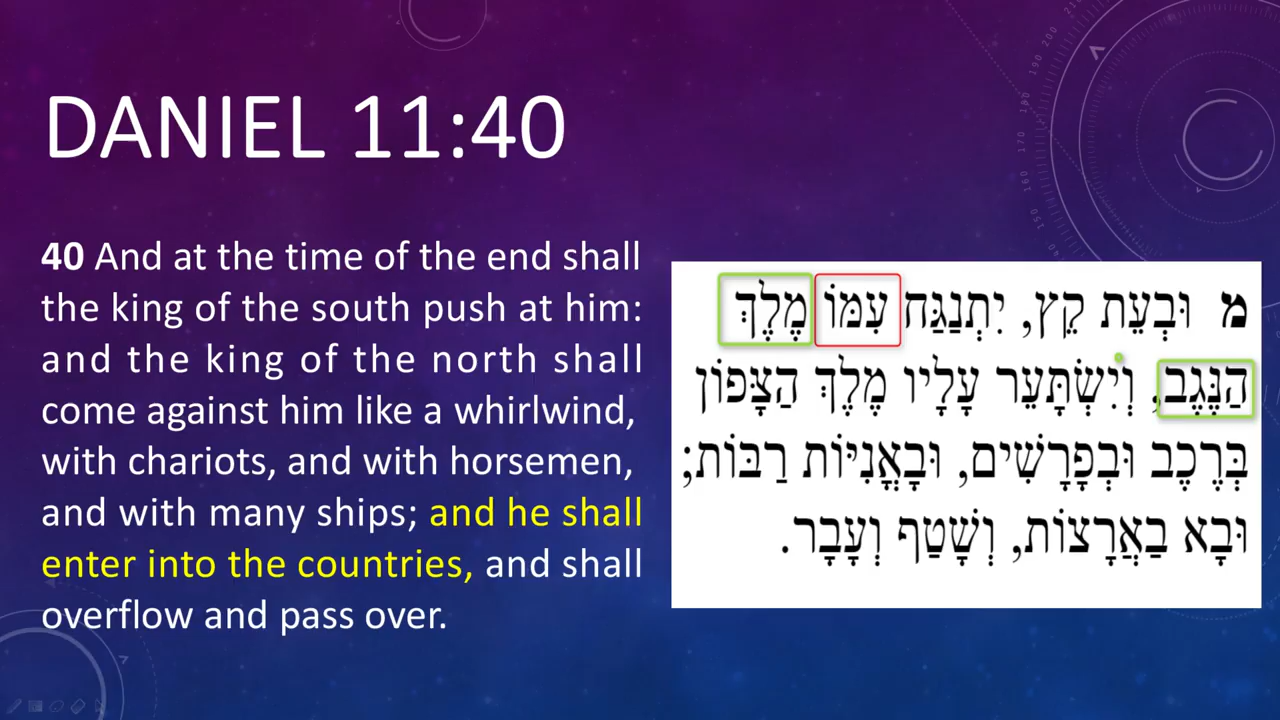 DANIEL 11:40
40 And at the time of the end shall
the king of the south push at him:
and the king of the north shall
come against him like a whirlwind,
with chariots, and with horsemen,
and with many ships; and he shall
enter into the countries, and shall
overflow and pass over.
מ וּבְעֵת קֵץ, יִתְנַגַּח עִמּוֹ מֶלֶךְ
הַנֶּגֶב, וְיִשְׂתָּעֵר עָלָיו מֶלֶךְ הַצָּפוֹן
בְּרֶכֶב וּבְפָרָשִׁים, וּבָאֳנִיּוֹת רַבּוֹת;
וּבָא בַאֲרָצוֹת, וְשָׁטַף וְעָבָר.